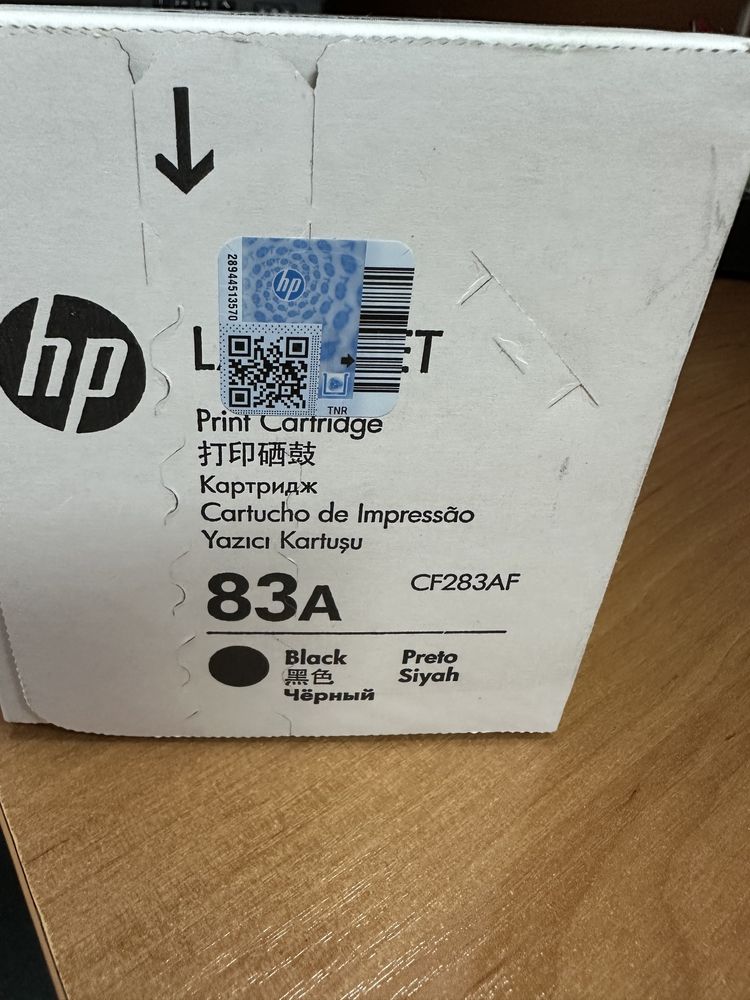 hp
28944513570
hp
TNR
Print Cartridge
打印硒鼓
Картридж
Cartucho de Impressão
Yazıcı Kartuşu
83A CF283AF
Black Preto
黑色 Siyah
Чёрный